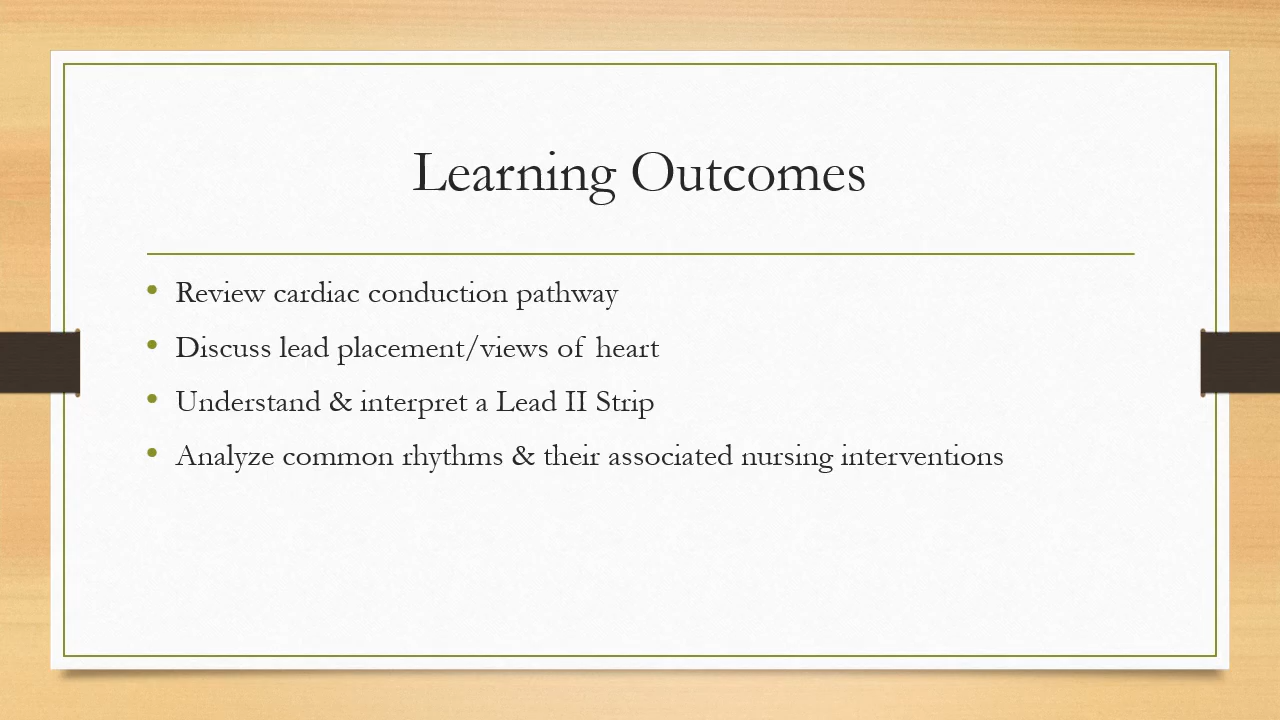 Learning Outcomes
• Review cardiac conduction pathway
• Discuss lead placement/views of heart
• Understand & interpret a Lead II Strip
• Analyze common rhythms & their associated nursing interventions